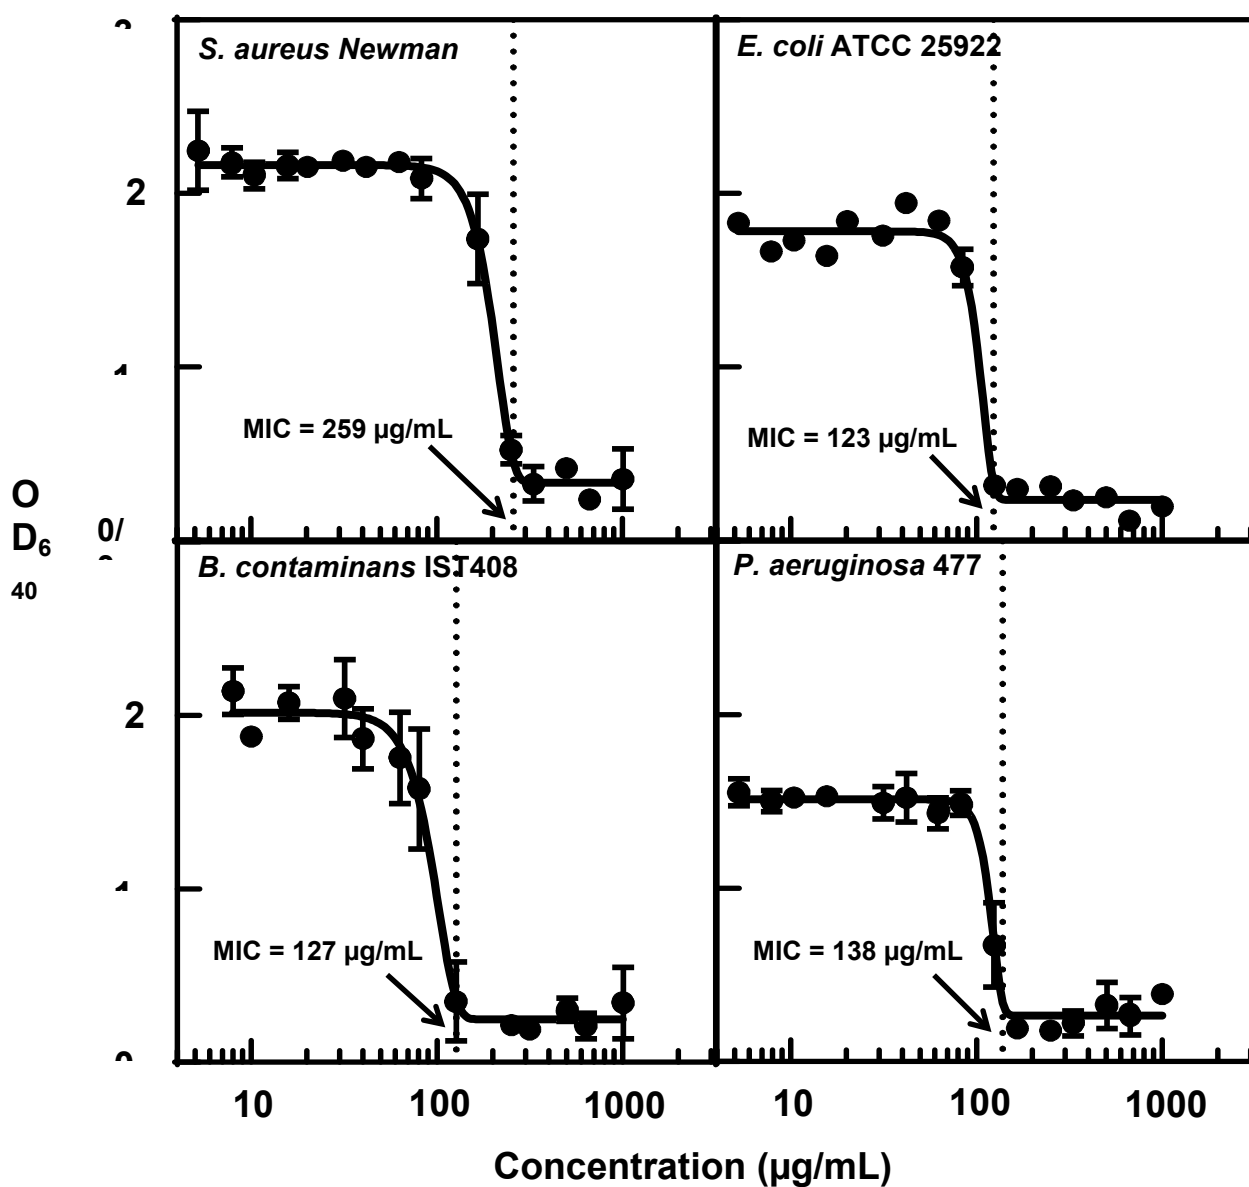 S. aureus Newman
E. coli ATCC 25922
2
MIC = 259 µg/mL
MIC = 123 µg/mL
O
D6
40
0/
B. contaminans IST408
P. aeruginosa 477
2
MIC = 127 µg/mL
MIC = 138 µg/mL
10
100
1000
10
100
1000
Concentration (µg/mL)